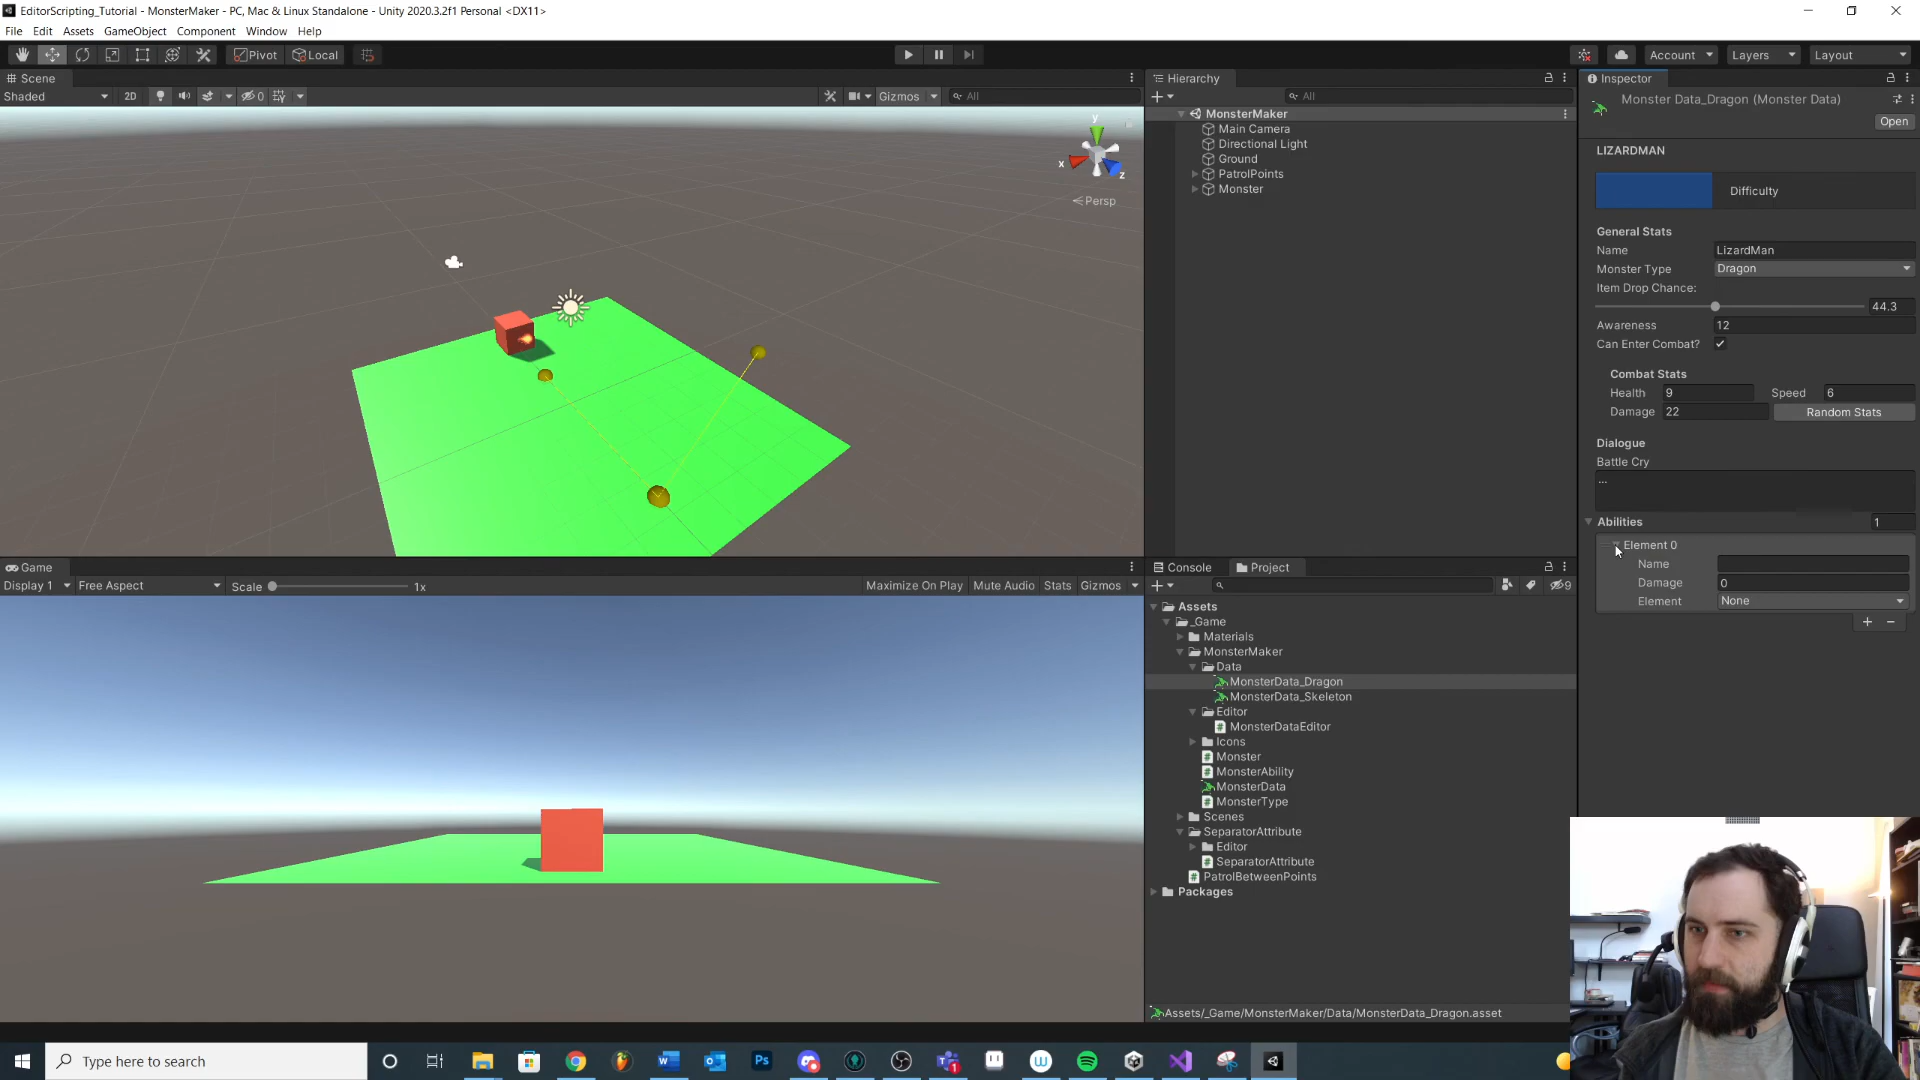 EditorScripting_Tutorial - MonsterMaker - PC, Mac & Linux Standalone - Unity 2020.3.2f1 Personal <DX11>
File Edit Assets GameObject Component Window Help
Pivot Local
Account Layers Layout
Scene
Shaded 2D 0 Gizmos All
y
x
z
Persp
Hierarchy
All
MonsterMaker
Main Camera
Directional Light
Ground
PatrolPoints
Monster
Inspector
Monster Data_Dragon (Monster Data)
Open
LIZARDMAN
Difficulty
General Stats
Name LizardMan
Monster Type Dragon
Item Drop Chance:
44.3
Awareness 12
Can Enter Combat?
Combat Stats
Health 9 Speed 6
Damage 22 Random Stats
Dialogue
Battle Cry
...
Abilities 1
Element 0
Name
Damage 0
Element None
Game
Display 1 Free Aspect Scale 1x Maximize On Play Mute Audio Stats Gizmos
Console Project
9
Assets
_Game
Materials
MonsterMaker
Data
MonsterData_Dragon
MonsterData_Skeleton
Editor
MonsterDataEditor
Icons
Monster
MonsterAbility
MonsterData
MonsterType
Scenes
SeparatorAttribute
Editor
SeparatorAttribute
PatrolBetweenPoints
Packages
Assets/_Game/MonsterMaker/Data/MonsterData_Dragon.asset
Type here to search